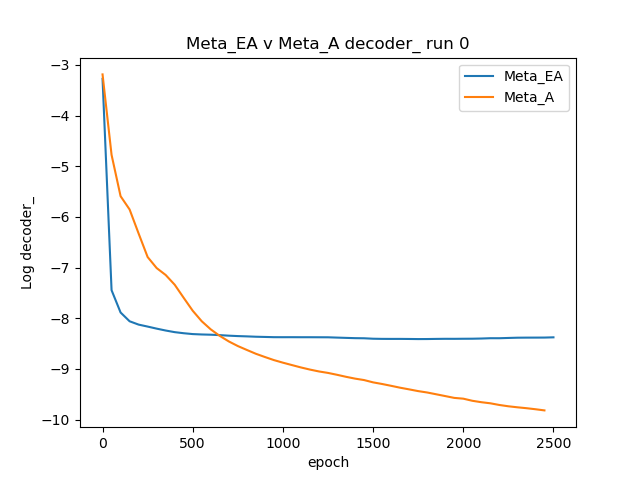 Meta_EA v Meta_A decoder_ run 0
Meta_EA
Meta_A
Log decoder_
−3
−4
−5
−6
−7
−8
−9
−10
0 500 1000 1500 2000 2500
epoch